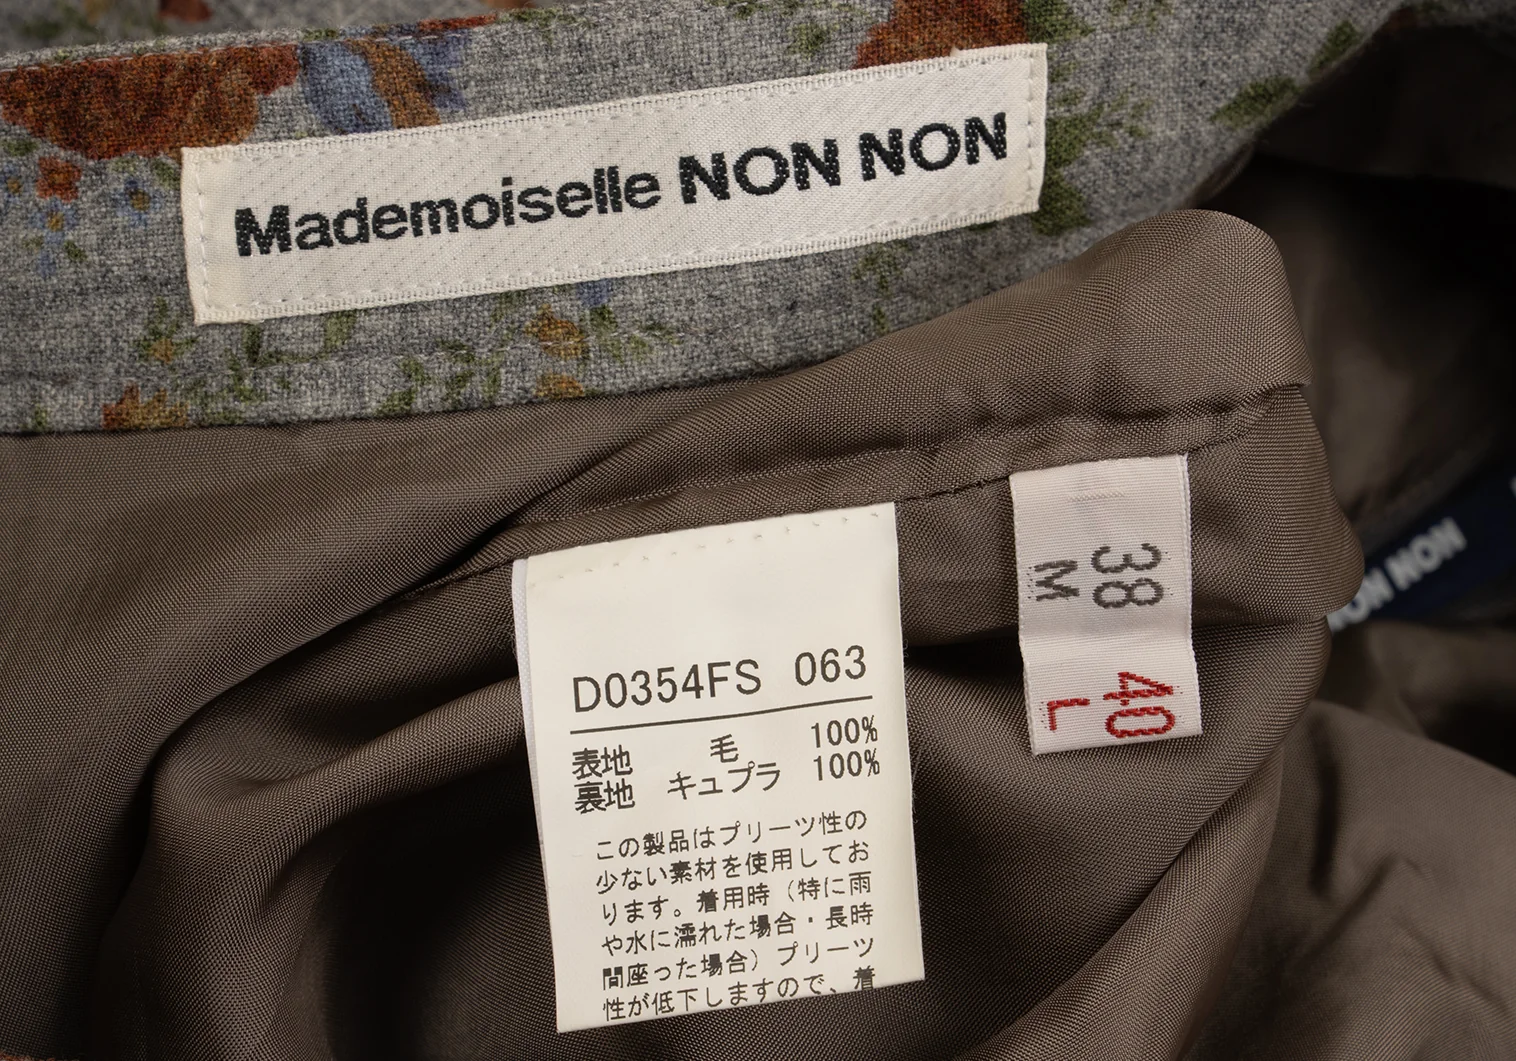 Mademoiselle NON NON
38
M
40
L
D0354FS 063
表地 毛 100%
裏地 キュプラ 100%
この製品はプリーツ性の
少ない素材を使用してお
ります。着用時（特に雨
や水に濡れた場合・長時
間座った場合）プリーツ
性が低下しますので、着
NON NON